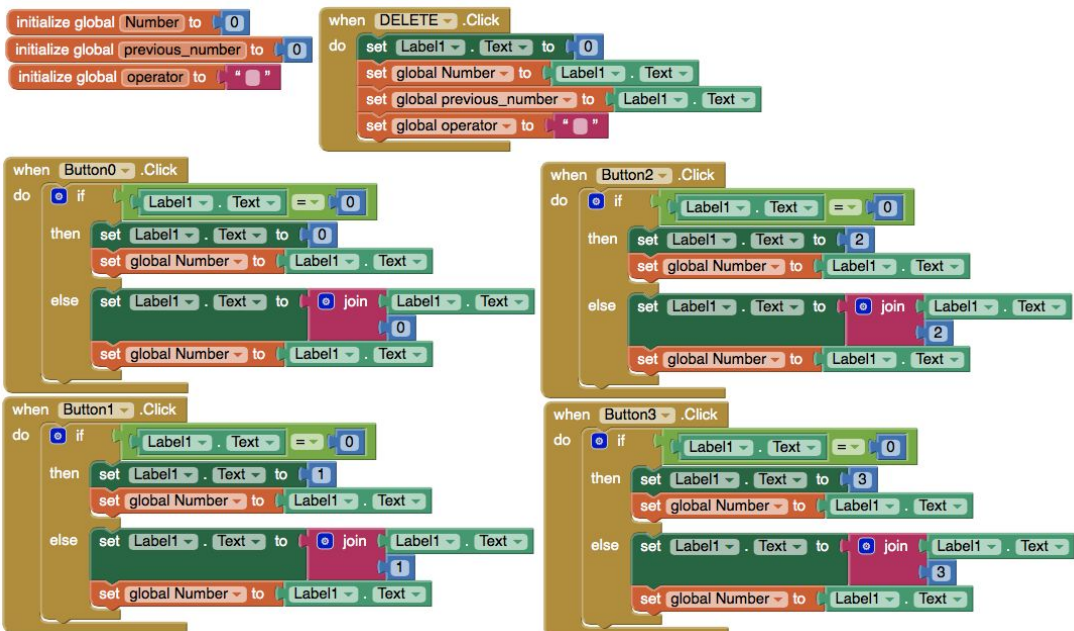 initialize global Number to 0
initialize global previous_number to 0
initialize global operator to " "
when DELETE .Click
do set Label1 . Text to 0
set global Number to Label1 . Text
set global previous_number to Label1 . Text
set global operator to " "
when Button0 .Click
do if Label1 . Text = 0
then set Label1 . Text to 0
set global Number to Label1 . Text
else set Label1 . Text to join Label1 . Text
0
set global Number to Label1 . Text
when Button2 .Click
do if Label1 . Text = 0
then set Label1 . Text to 2
set global Number to Label1 . Text
else set Label1 . Text to join Label1 . Text
2
set global Number to Label1 . Text
when Button1 .Click
do if Label1 . Text = 0
then set Label1 . Text to 1
set global Number to Label1 . Text
else set Label1 . Text to join Label1 . Text
1
set global Number to Label1 . Text
when Button3 .Click
do if Label1 . Text = 0
then set Label1 . Text to 3
set global Number to Label1 . Text
else set Label1 . Text to join Label1 . Text
3
set global Number to Label1 . Text